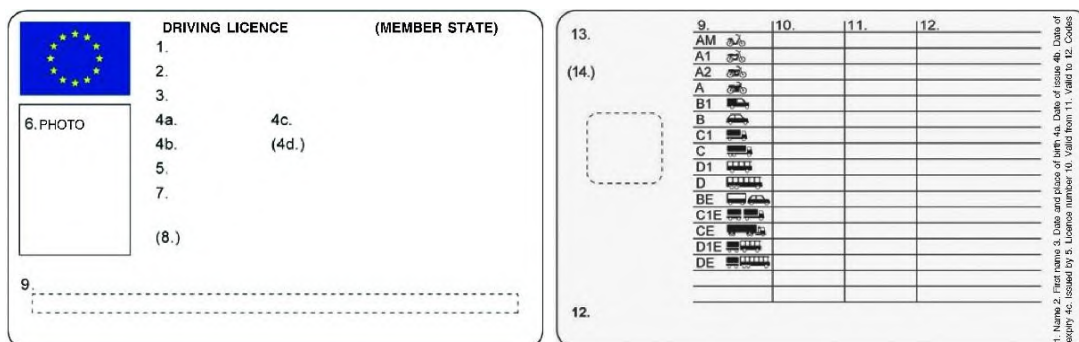 DRIVING LICENCE (MEMBER STATE)
1.
2.
3.
4a. 4c.
4b. (4d.)
5.
7.
(8.)
6. PHOTO
9.
13.
(14.)
12.
9. 10. 11. 12.
AM
A1
A2
A
B1
B
C1
C
D1
D
BE
C1E
CE
D1E
DE
1. Name 2. First name 3. Date and place of birth 4a. Date of issue 4b. Date of
expiry 4c. Issued by 5. Licence number 10. Valid from 11. Valid to 12. Codes